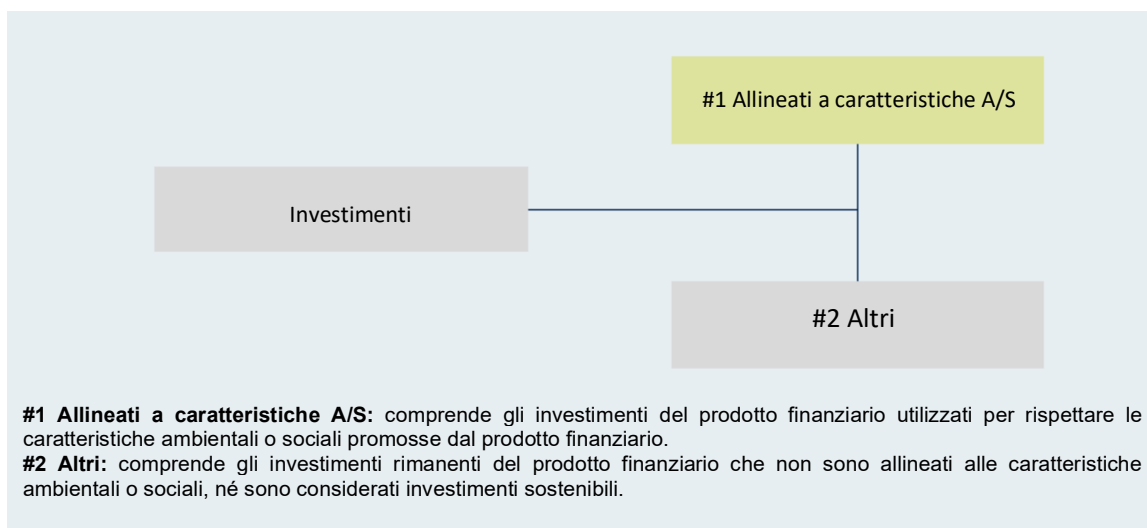 #1 Allineati a caratteristiche A/S
Investimenti
#2 Altri
#1 Allineati a caratteristiche A/S: comprende gli investimenti del prodotto finanziario utilizzati per rispettare le
caratteristiche ambientali o sociali promosse dal prodotto finanziario.
#2 Altri: comprende gli investimenti rimanenti del prodotto finanziario che non sono allineati alle caratteristiche
ambientali o sociali, né sono considerati investimenti sostenibili.